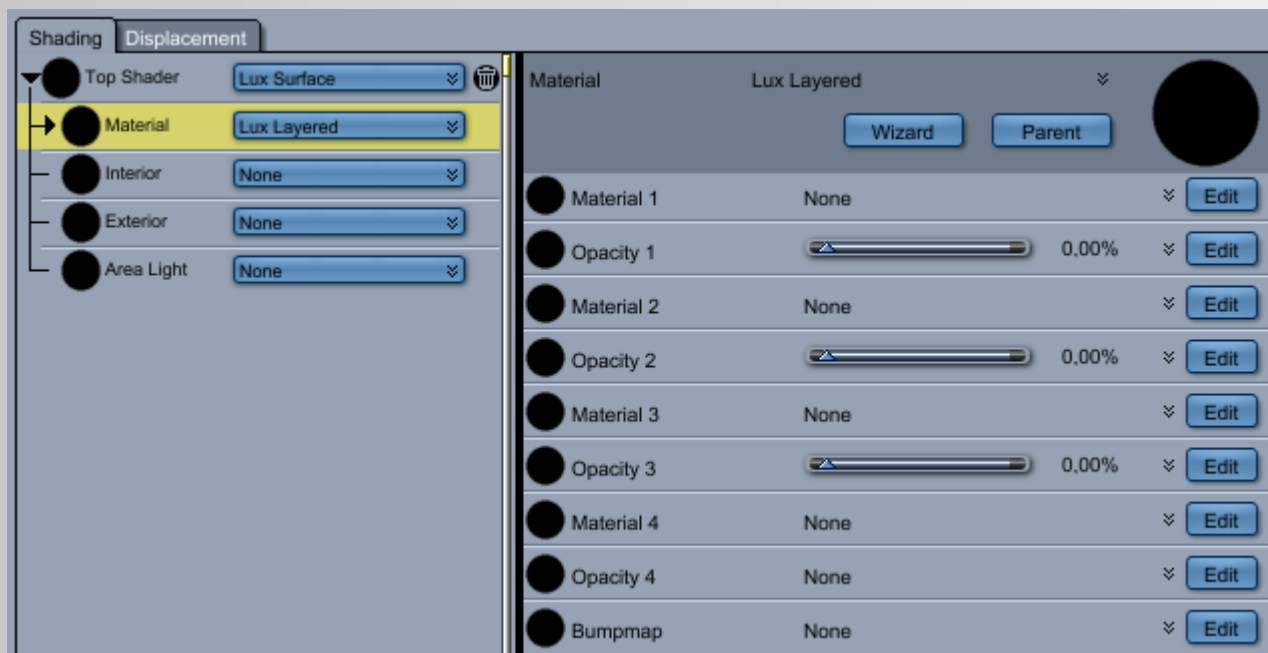 Shading Displacement
Top Shader Lux Surface
Material Lux Layered
Interior None
Exterior None
Area Light None
Material Lux Layered
Wizard Parent
Material 1 None Edit
Opacity 1 0,00% Edit
Material 2 None Edit
Opacity 2 0,00% Edit
Material 3 None Edit
Opacity 3 0,00% Edit
Material 4 None Edit
Opacity 4 None Edit
Bumpmap None Edit